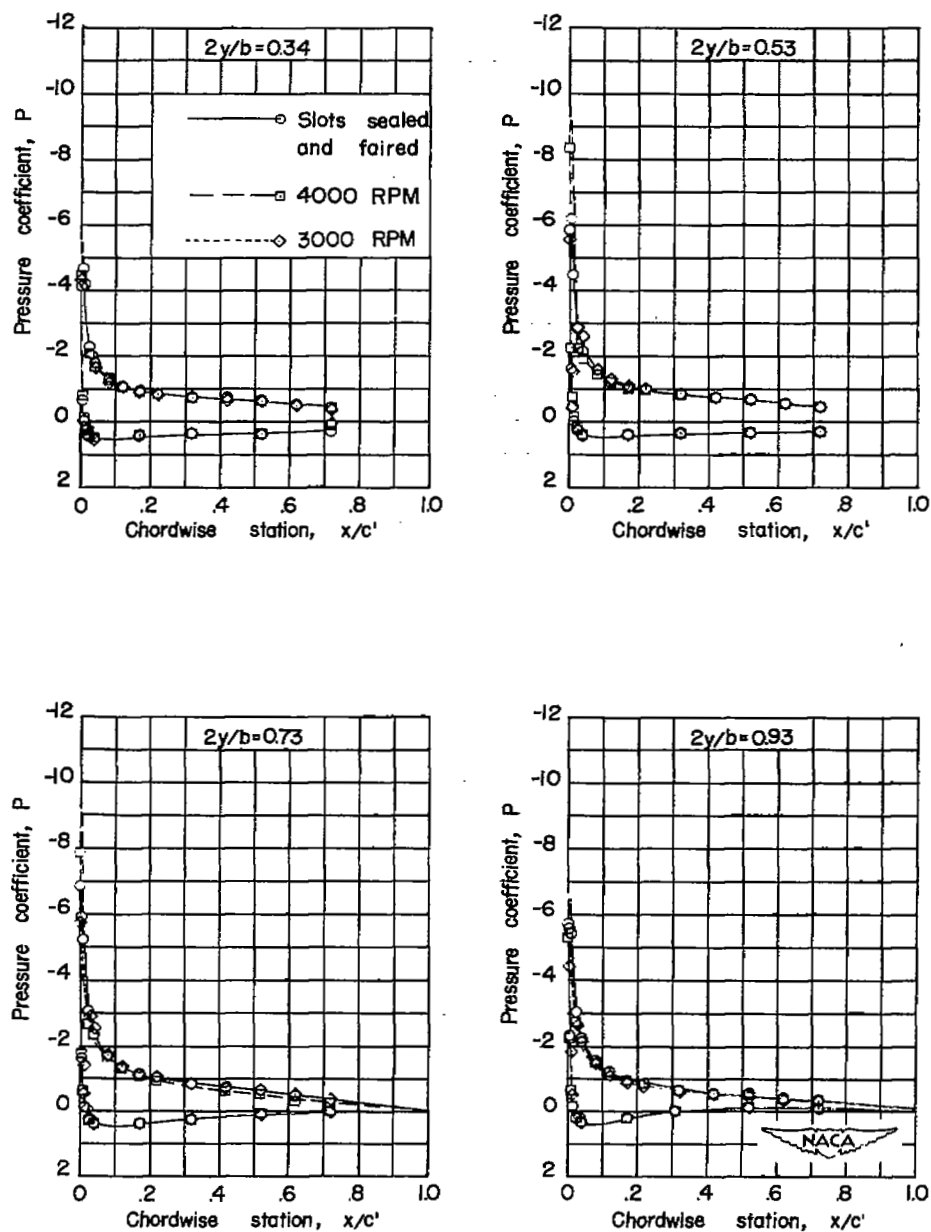 -12
2y/b=0.34
-10
Slots sealed
and faired
-8
4000 RPM
-6
3000 RPM
-4
-2
0
2
Pressure coefficient, P
0 .2 .4 .6 .8 1.0
Chordwise station, x/c'
-12
2y/b=0.53
-10
-8
-6
-4
-2
0
2
Pressure coefficient, P
0 .2 .4 .6 .8 1.0
Chordwise station, x/c'
-12
2y/b=0.73
-10
-8
-6
-4
-2
0
2
Pressure coefficient, P
0 .2 .4 .6 .8 1.0
Chordwise station, x/c'
-12
2y/b=0.93
-10
-8
-6
-4
-2
0
2
Pressure coefficient, P
NACA
0 .2 .4 .6 .8 1.0
Chordwise station, x/c'